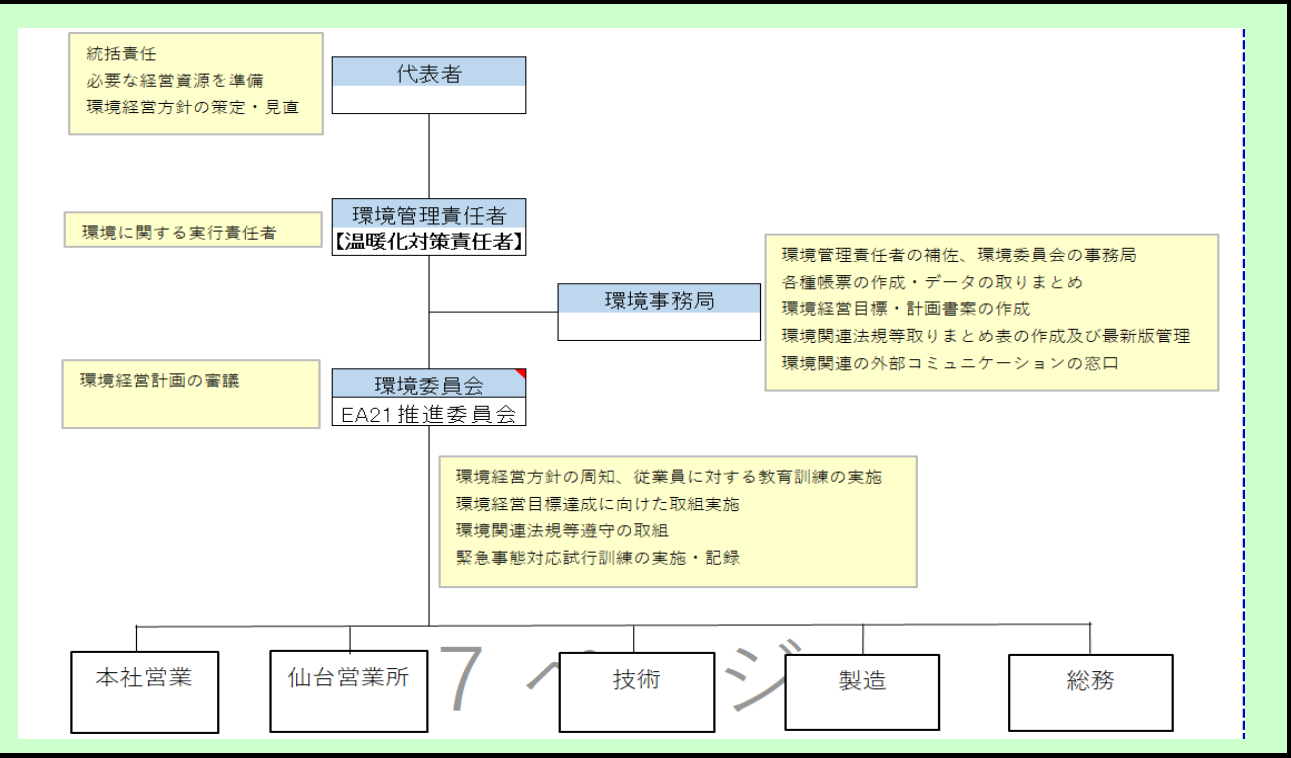 統括責任
必要な経営資源を準備
環境経営方針の策定・見直
代表者
環境に関する実行責任者
環境管理責任者
【温暖化対策責任者】
環境事務局
環境管理責任者の補佐、環境委員会の事務局
各種帳票の作成・データの取りまとめ
環境経営目標・計画書案の作成
環境関連法規等取りまとめ表の作成及び最新版管理
環境関連の外部コミュニケーションの窓口
環境経営計画の審議
環境委員会
EA21推進委員会
環境経営方針の周知、従業員に対する教育訓練の実施
環境経営目標達成に向けた取組実施
環境関連法規等遵守の取組
緊急事態対応試行訓練の実施・記録
7 ページ
本社営業
仙台営業所
技術
製造
総務